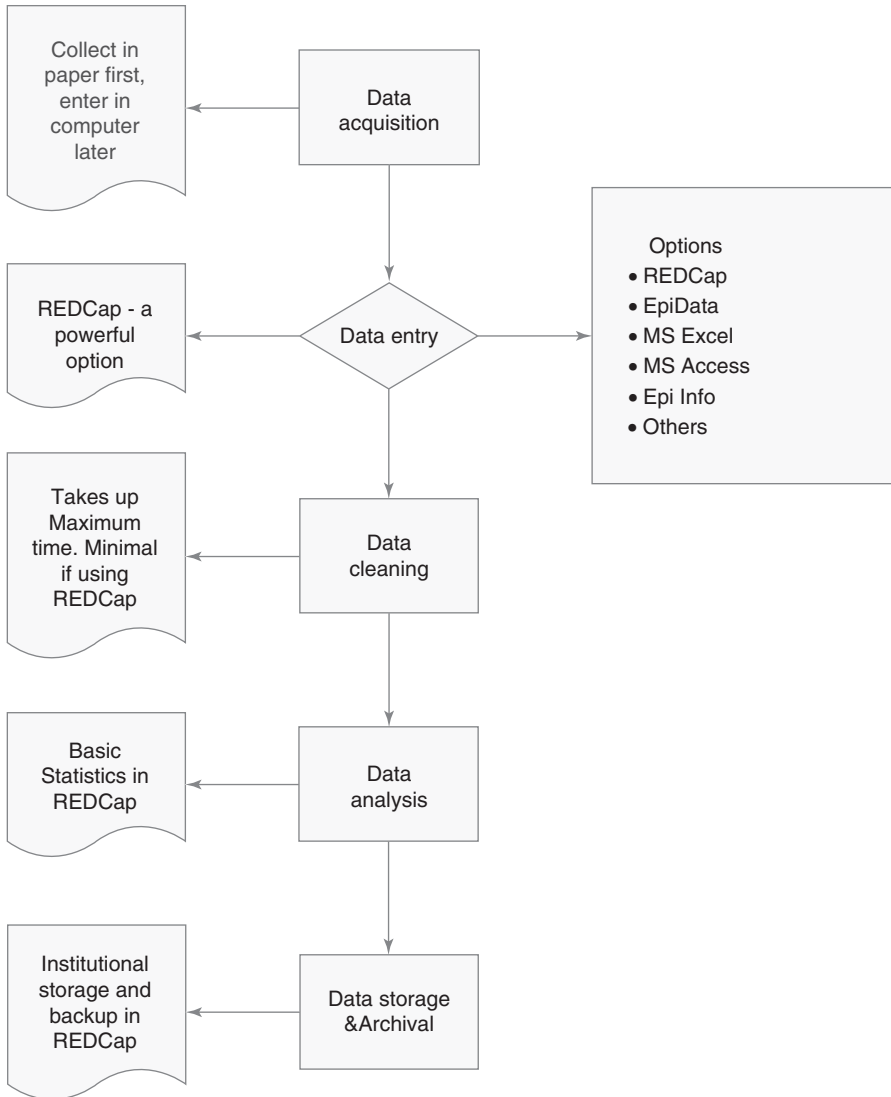 Collect in
paper first,
enter in
computer
later
Data
acquisition
Options
• REDCap
• EpiData
• MS Excel
• MS Access
• Epi Info
• Others
REDCap - a
powerful
option
Data entry
Takes up
Maximum
time. Minimal
if using
REDCap
Data
cleaning
Basic
Statistics in
REDCap
Data
analysis
Institutional
storage and
backup in
REDCap
Data storage
&Archival